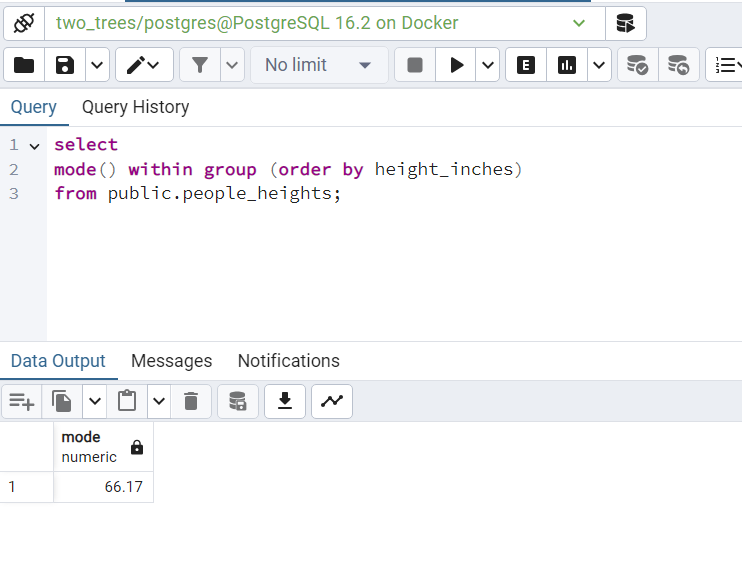 two_trees/postgres@PostgreSQL 16.2 on Docker
No limit
E
Query Query History
1 select
2 mode() within group (order by height_inches)
3 from public.people_heights;
Data Output Messages Notifications
mode
numeric
1 66.17